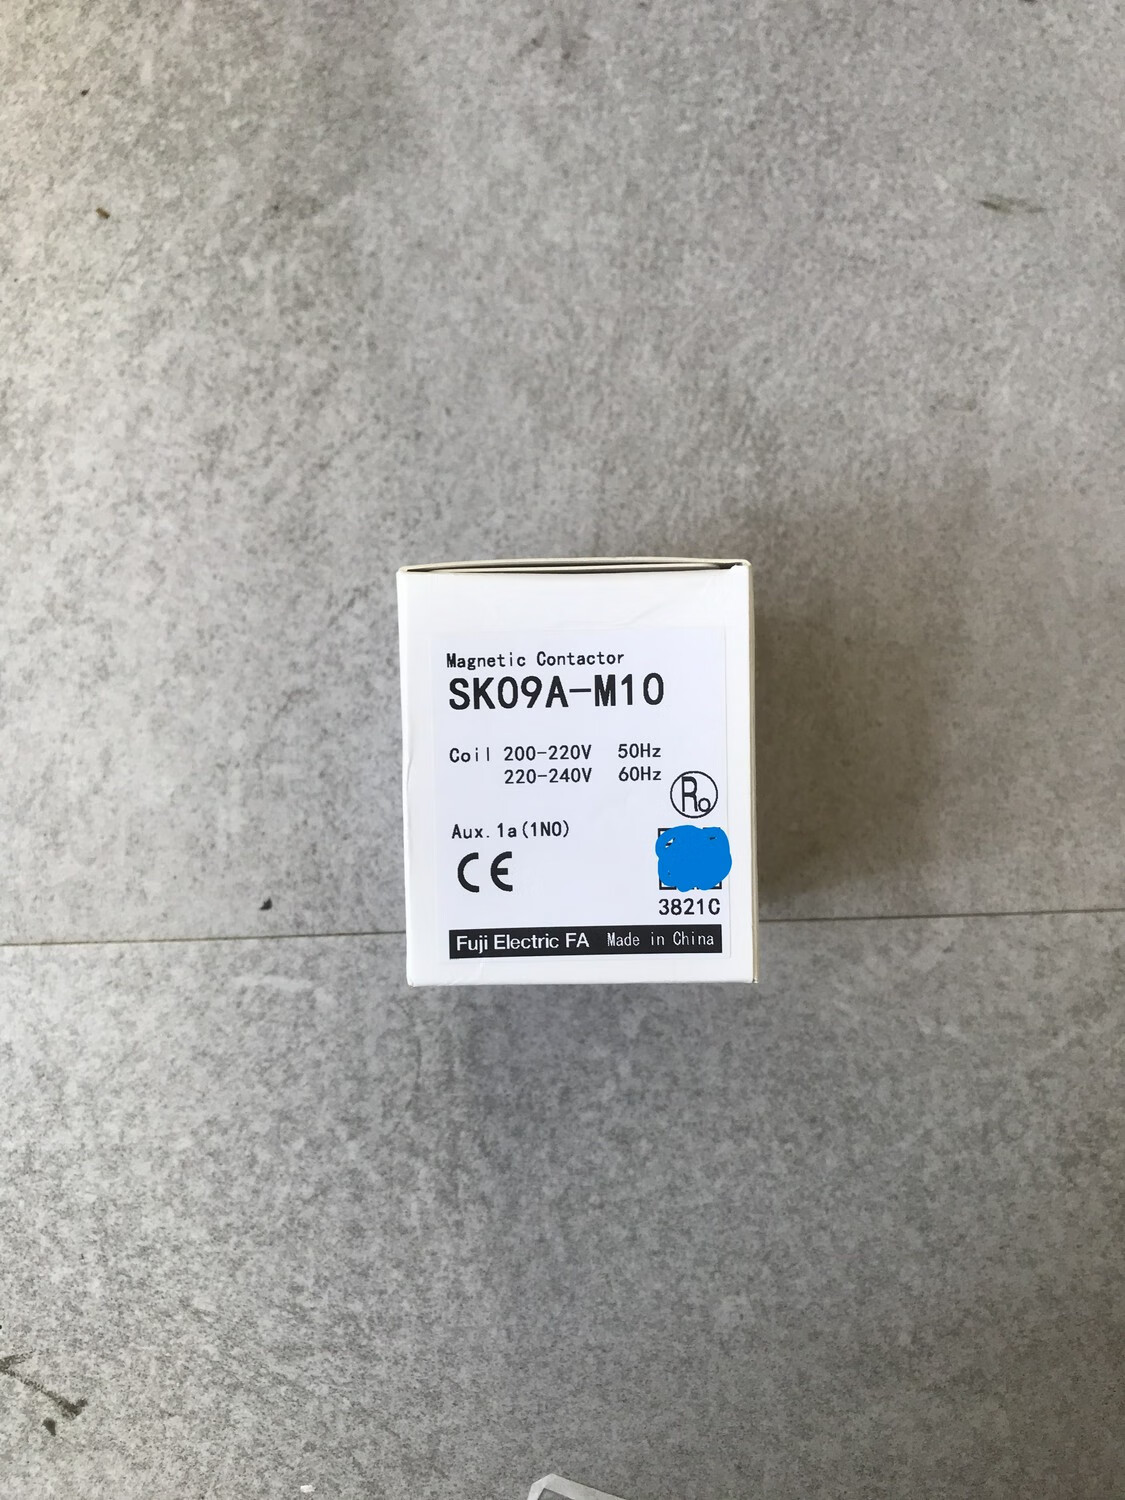 Magnetic Contactor
SK09A-M10
Coil 200-220V 50Hz
220-240V 60Hz
Ro
Aux.1a(1NO)
CE
3821C
Fuji Electric FA Made in China